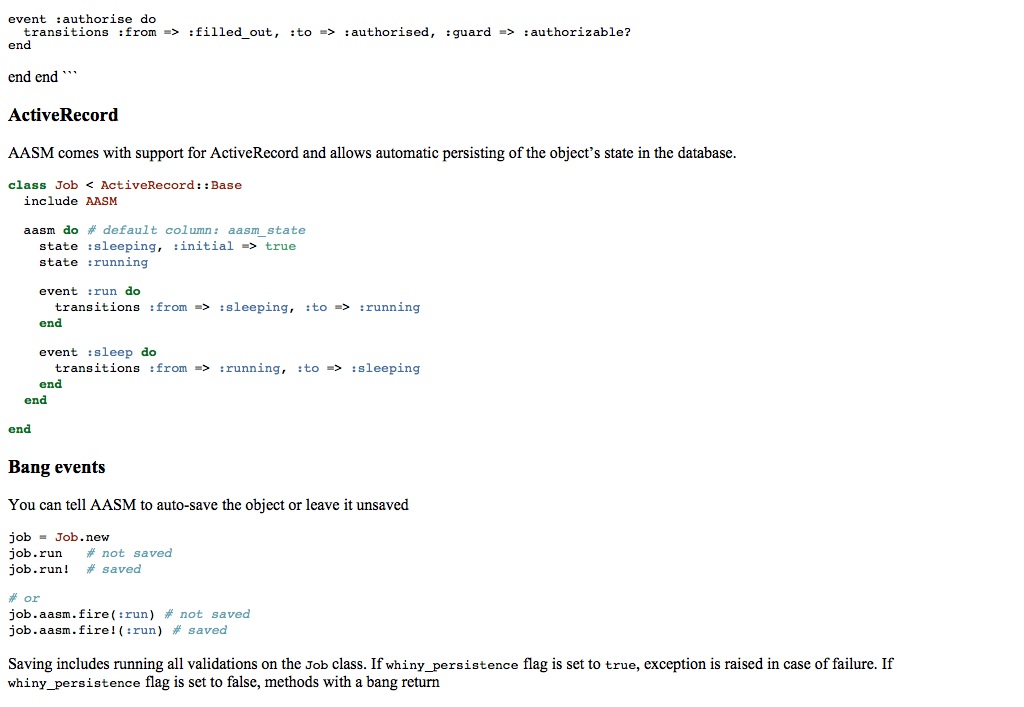 event :authorise do
  transitions :from => :filled_out, :to => :authorised, :guard => :authorizable?
end
end end ```
ActiveRecord
AASM comes with support for ActiveRecord and allows automatic persisting of the object’s state in the database.
class Job < ActiveRecord::Base
  include AASM
  aasm do # default column: aasm_state
    state :sleeping, :initial => true
    state :running
    event :run do
      transitions :from => :sleeping, :to => :running
    end
    event :sleep do
      transitions :from => :running, :to => :sleeping
    end
  end
end
Bang events
You can tell AASM to auto-save the object or leave it unsaved
job = Job.new
job.run   # not saved
job.run!  # saved
# or
job.aasm.fire(:run) # not saved
job.aasm.fire!(:run) # saved
Saving includes running all validations on the Job class. If whiny_persistence flag is set to true, exception is raised in case of failure. If
whiny_persistence flag is set to false, methods with a bang return